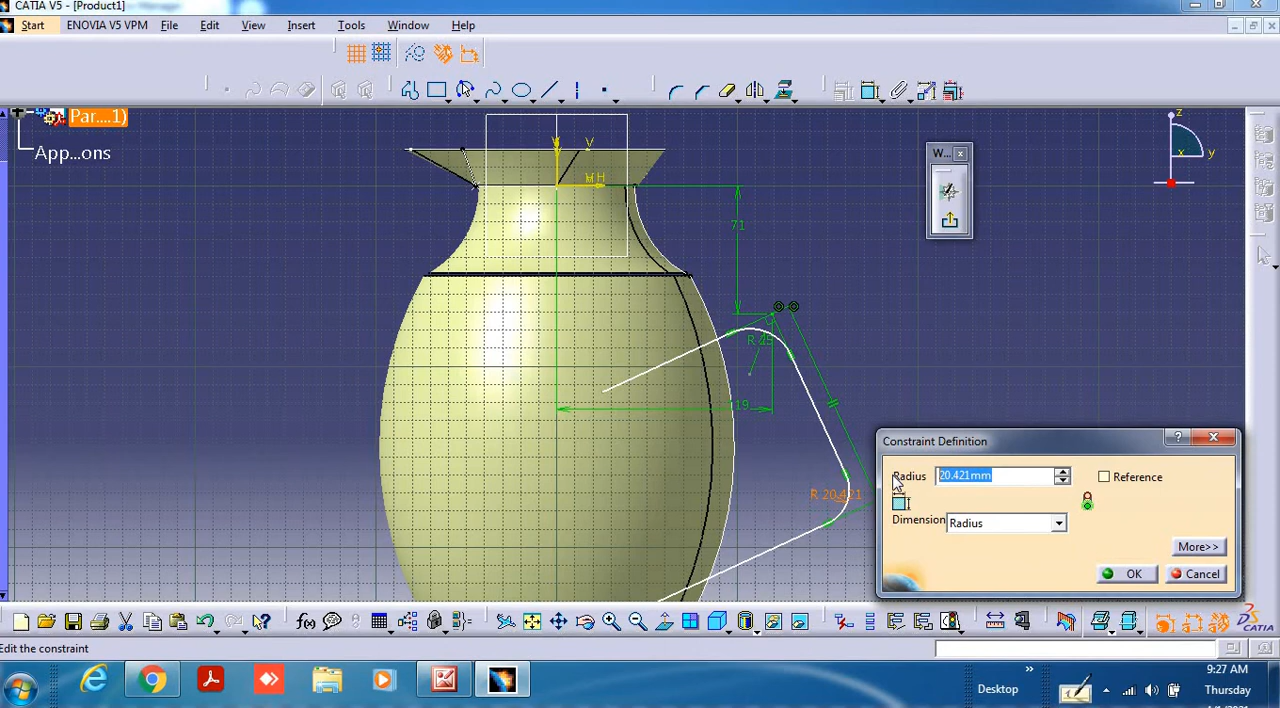 CATIA V5 - [Product1]
Start ENOVIA V5 VPM File Edit View Insert Tools Window Help
Par....1)
App...ons
V
H
71
R 25
19
R 20.421
z
x y
W... x
Constraint Definition
Radius 20.421mm Reference
Dimension Radius
More>>
OK Cancel
f(x)
CATIA
Edit the constraint
Desktop
9:27 AM
Thursday